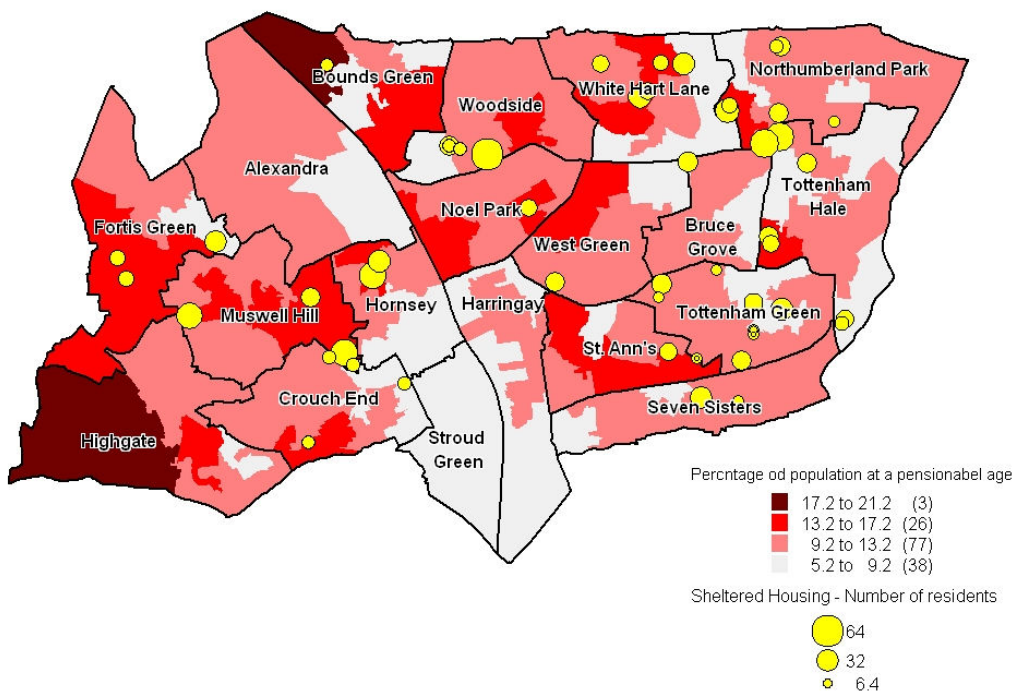 Bounds Green
Northumberland Park
White Hart Lane
Woodside
Alexandra
Tottenham
Hale
Noel Park
Fortis Green
Bruce
Grove
West Green
Hornsey
Harringay
Muswell Hill
Tottenham Green
St. Ann's
Crouch End
Seven Sisters
Highgate
Stroud
Green
Percntage od population at a pensionabel age
17.2 to 21.2 (3)
13.2 to 17.2 (26)
9.2 to 13.2 (77)
5.2 to 9.2 (38)
Sheltered Housing - Number of residents
64
32
6.4